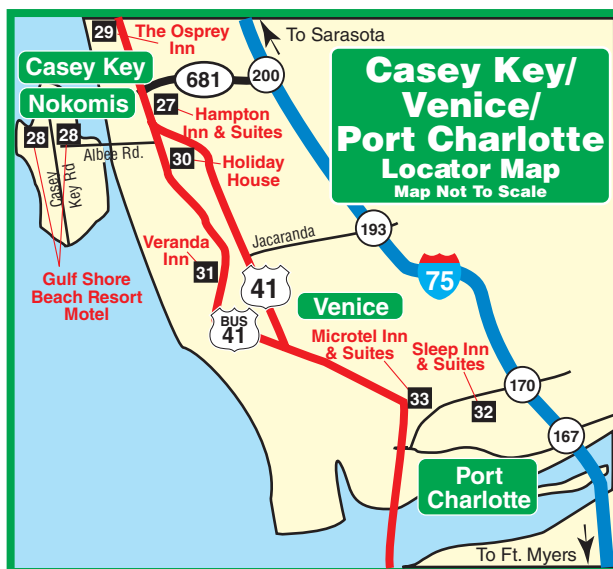 29
The Osprey
Inn
To Sarasota
Casey Key
681
200
Casey Key/
Venice/
Port Charlotte
Locator Map
Map Not To Scale
Nokomis
27
Hampton
Inn & Suites
28
28
Albee Rd.
30
Holiday
House
Casey
Key Rd
193
Jacaranda
Veranda
Inn
31
Gulf Shore
Beach Resort
Motel
41
75
Venice
BUS
41
Microtel Inn
& Suites
Sleep Inn
& Suites
33
32
170
167
Port
Charlotte
To Ft. Myers